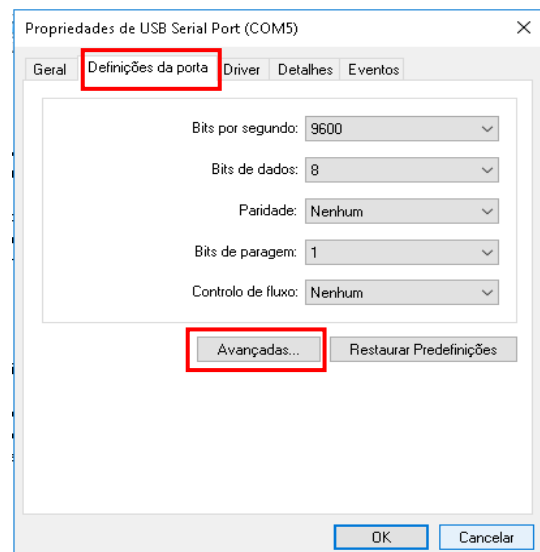 Propriedades de USB Serial Port (COM5)
Geral Definições da porta Driver Detalhes Eventos
Bits por segundo: 9600
Bits de dados: 8
Paridade: Nenhum
Bits de paragem: 1
Controlo de fluxo: Nenhum
Avançadas... Restaurar Predefinições
OK Cancelar